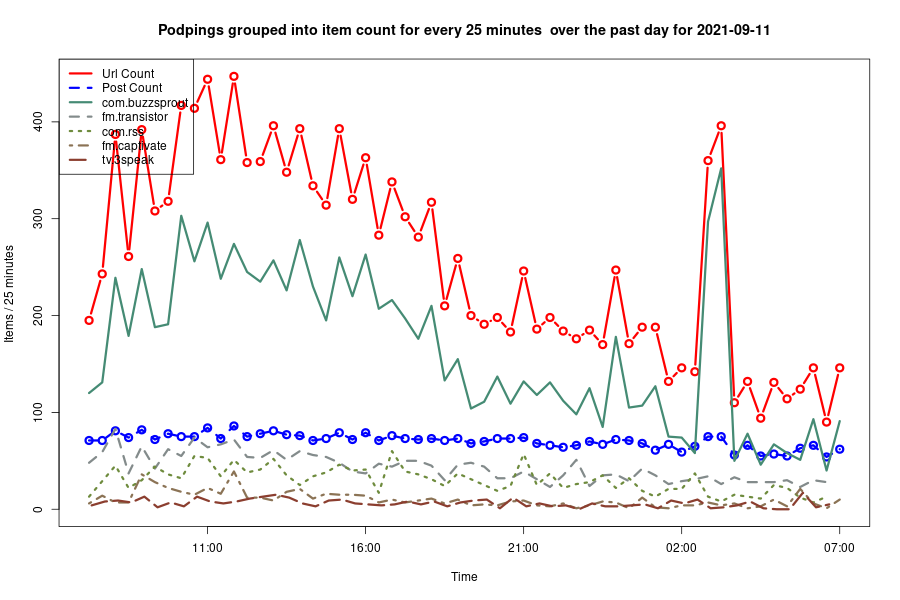 Podpings grouped into item count for every 25 minutes  over the past day for 2021-09-11
Url Count
Post Count
com.buzzsprout
fm.transistor
com.rss
fm.captivate
tv.3speak
Items / 25 minutes
400
300
200
100
0
11:00 16:00 21:00 02:00 07:00
Time